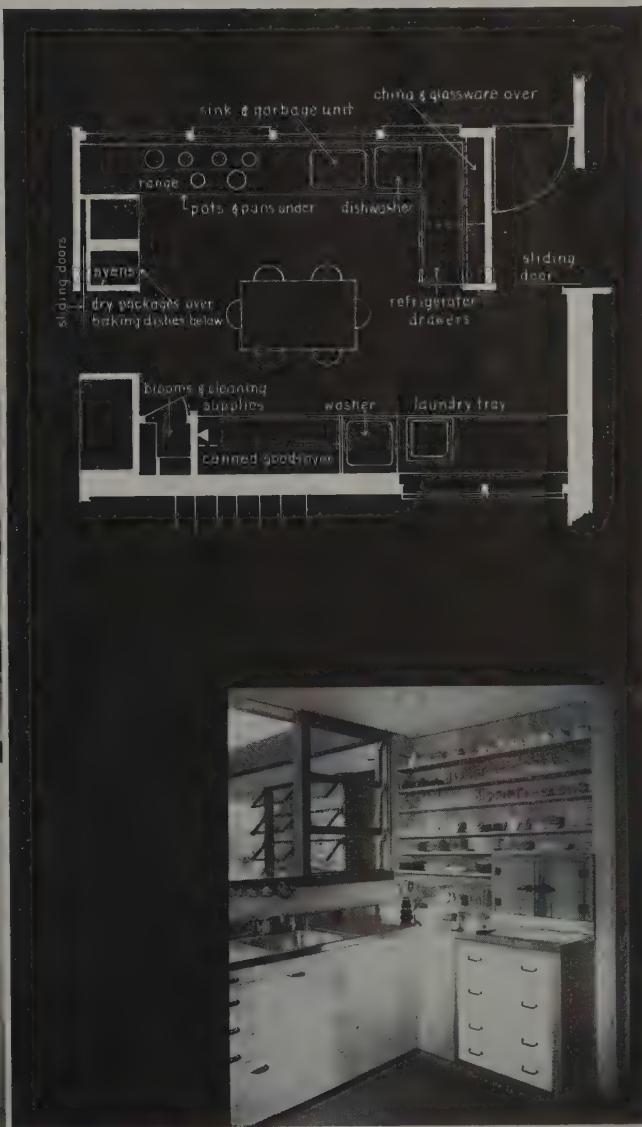 china & glassware over
sink & garbage unit
range
pots & pans under
dishwasher
sliding doors
ovens
sliding
door
dry packages over
baking dishes below
refrigerator
drawers
brooms & cleaning
supplies
washer
laundry tray
canned goods